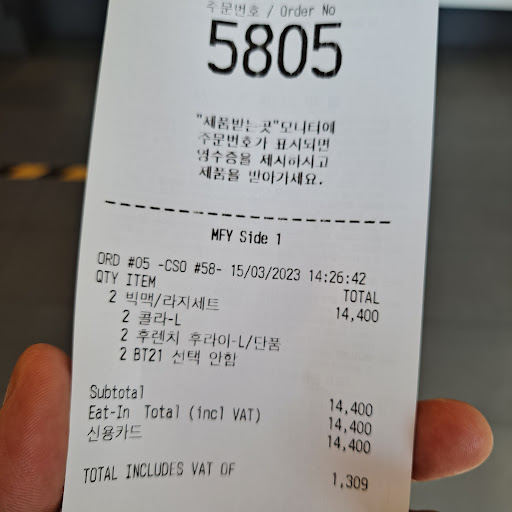 주문번호 / Order No
5805
"제품받는곳"모니터에
주문번호가 표시되면
영수증을 제시하시고
제품을 받아가세요.
MFY Side 1
ORD #05 -CSO #58- 15/03/2023 14:26:42
QTY ITEM TOTAL
2 빅맥/라지세트 14,400
2 콜라-L
2 후렌치 후라이-L/단품
2 BT21 선택 안함
Subtotal 14,400
Eat-In Total (incl VAT) 14,400
신용카드 14,400
TOTAL INCLUDES VAT OF 1,309